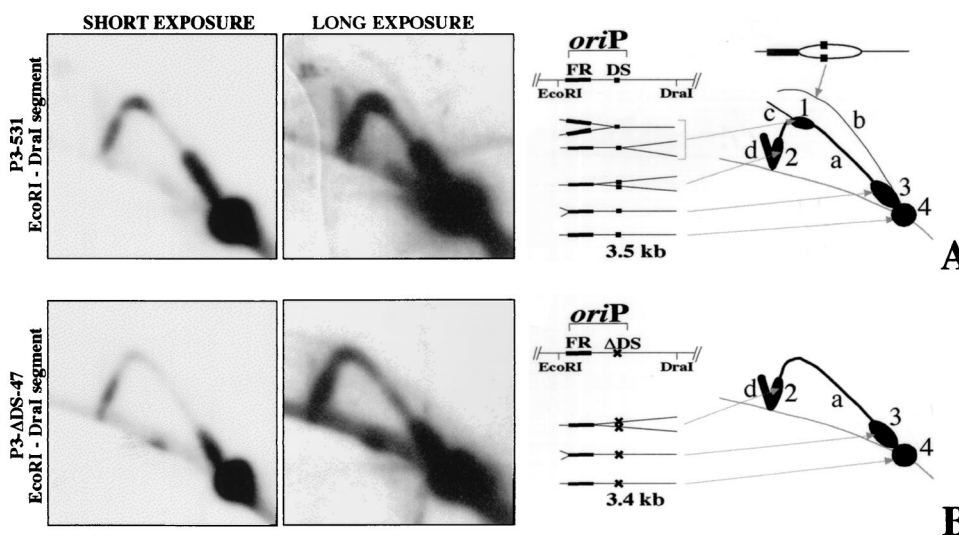 SHORT EXPOSURE
LONG EXPOSURE
P3-531
EcoRI - DraI segment
oriP
FR DS
EcoRI DraI
3.5 kb
c 1 b
d 2 a
3
4
A
P3-ΔDS-47
EcoRI - DraI segment
oriP
FR ΔDS
EcoRI DraI
3.4 kb
d 2 a
3
4
B